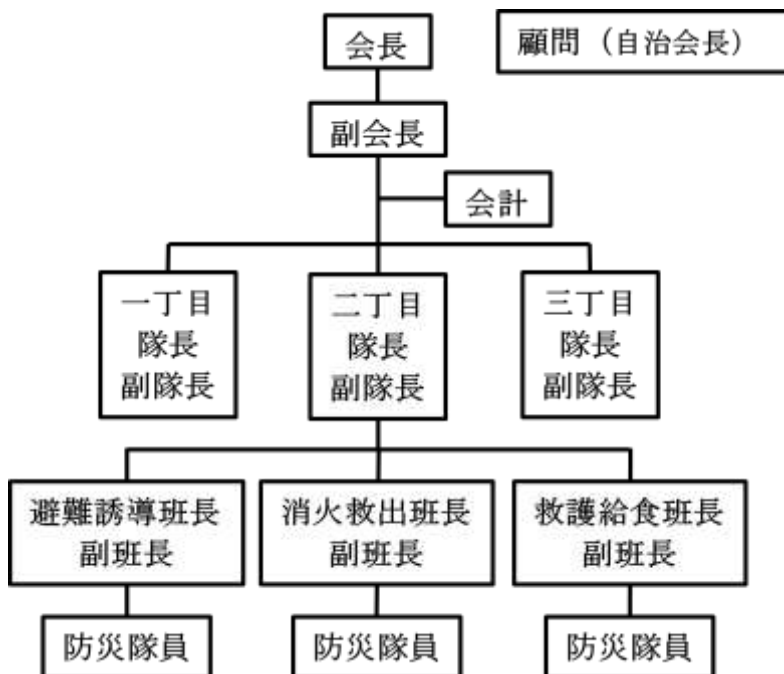 会長
顧問（自治会長）
副会長
会計
一丁目
隊長
副隊長
二丁目
隊長
副隊長
三丁目
隊長
副隊長
避難誘導班長
副班長
消火救出班長
副班長
救護給食班長
副班長
防災隊員
防災隊員
防災隊員